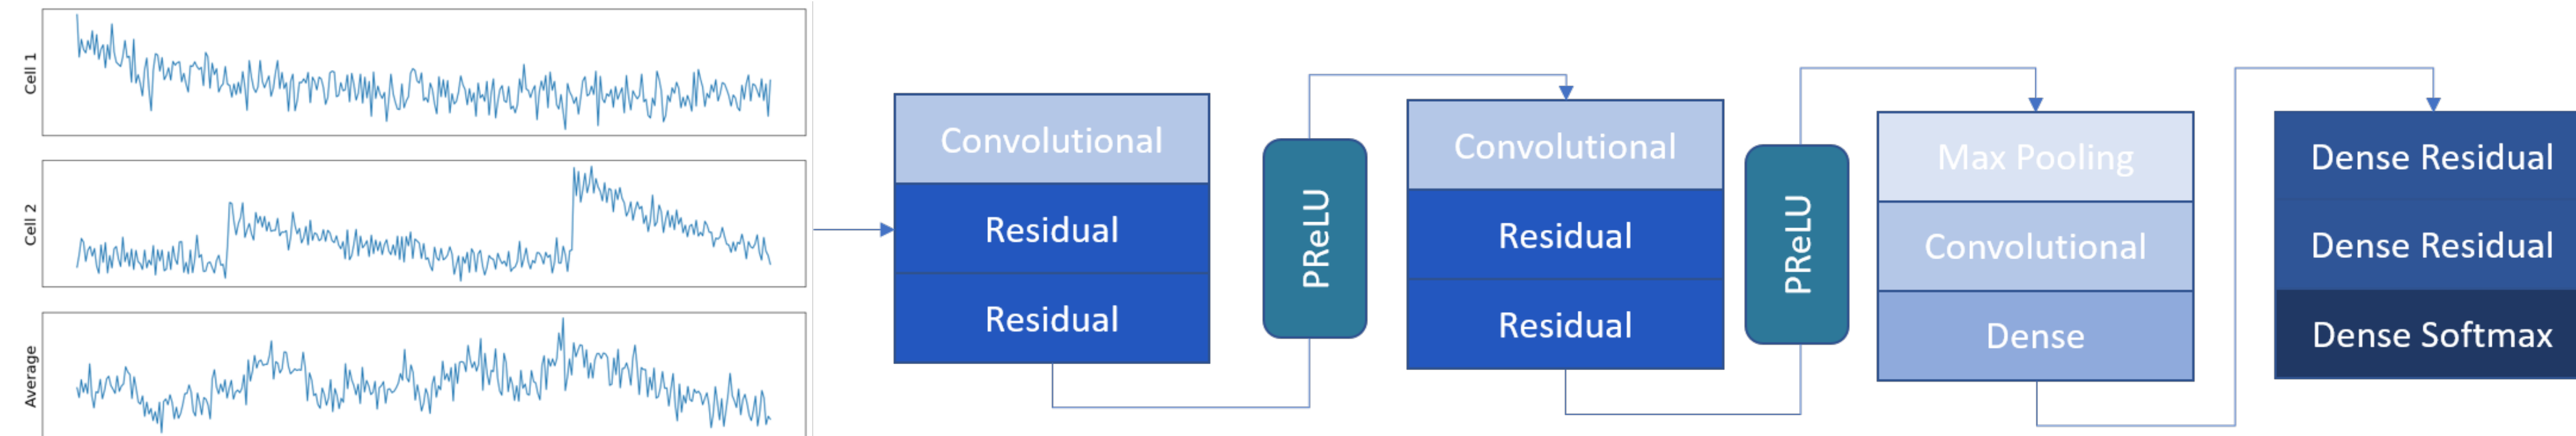 Cell 1
Cell 2
Average
Convolutional
Residual
Residual
PReLU
Convolutional
Residual
Residual
PReLU
Max Pooling
Convolutional
Dense
Dense Residual
Dense Residual
Dense Softmax